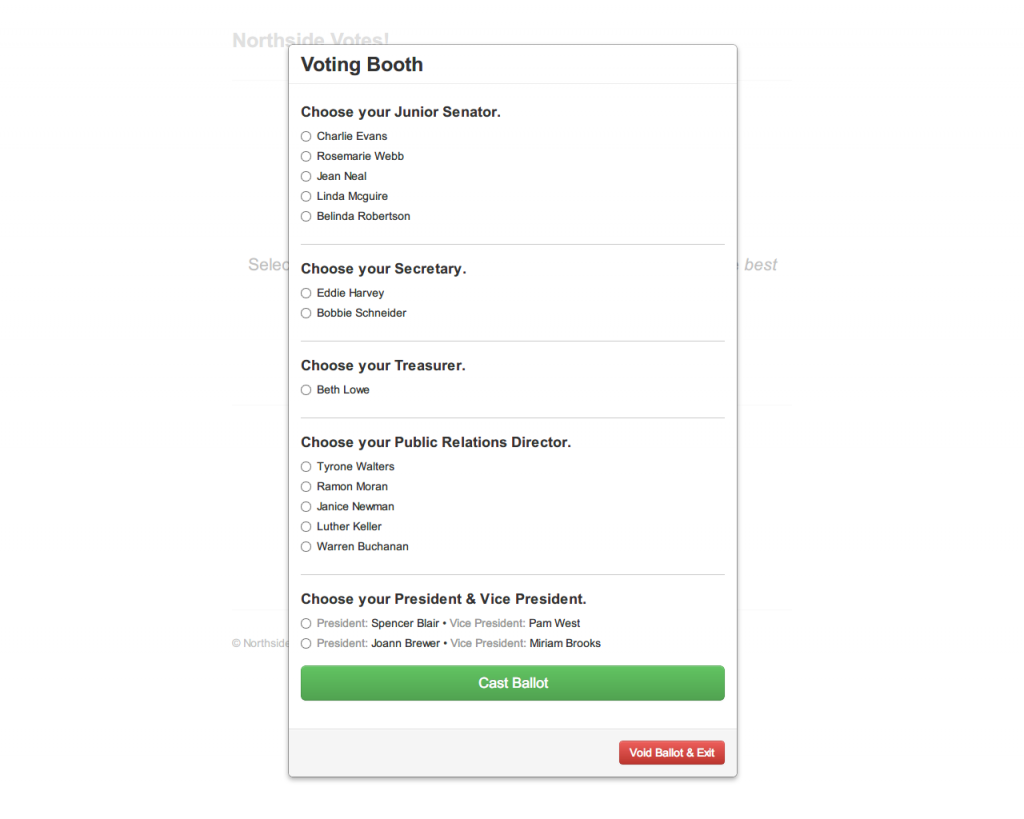 Northside Votes!
Voting Booth
Choose your Junior Senator.
Charlie Evans
Rosemarie Webb
Jean Neal
Linda Mcguire
Belinda Robertson
Selec
best
Choose your Secretary.
Eddie Harvey
Bobbie Schneider
Choose your Treasurer.
Beth Lowe
Choose your Public Relations Director.
Tyrone Walters
Ramon Moran
Janice Newman
Luther Keller
Warren Buchanan
Choose your President & Vice President.
President: Spencer Blair • Vice President: Pam West
© Northside
President: Joann Brewer • Vice President: Miriam Brooks
Cast Ballot
Void Ballot & Exit